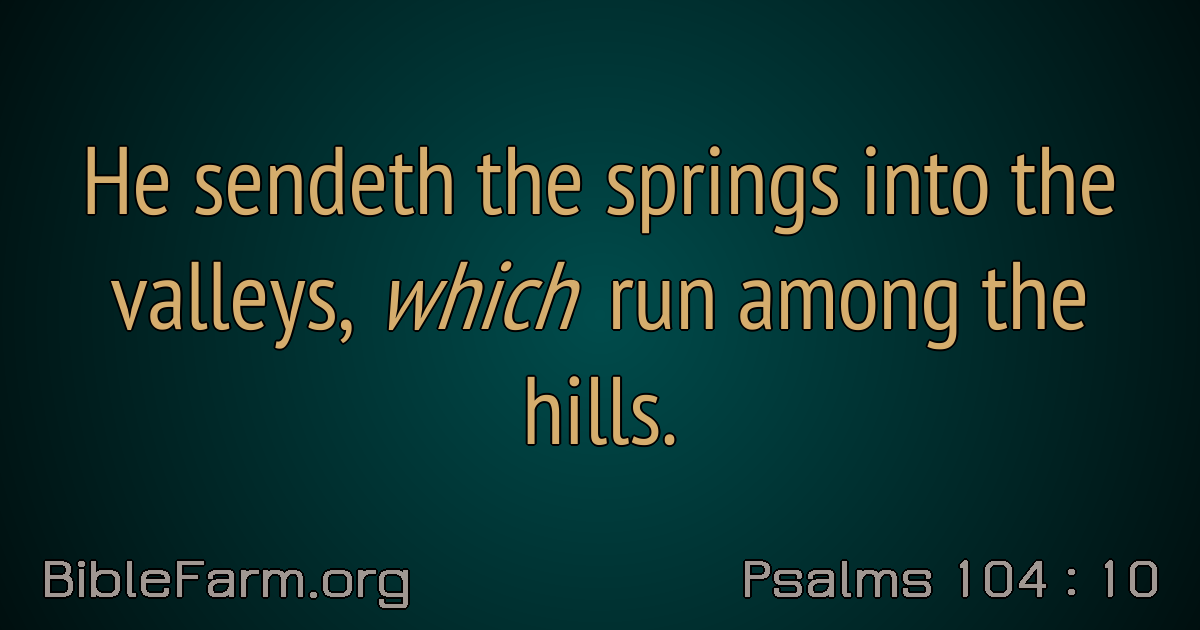 He sendeth the springs into the
valleys, which run among the
hills.
BibleFarm.org
Psalms 104 : 10